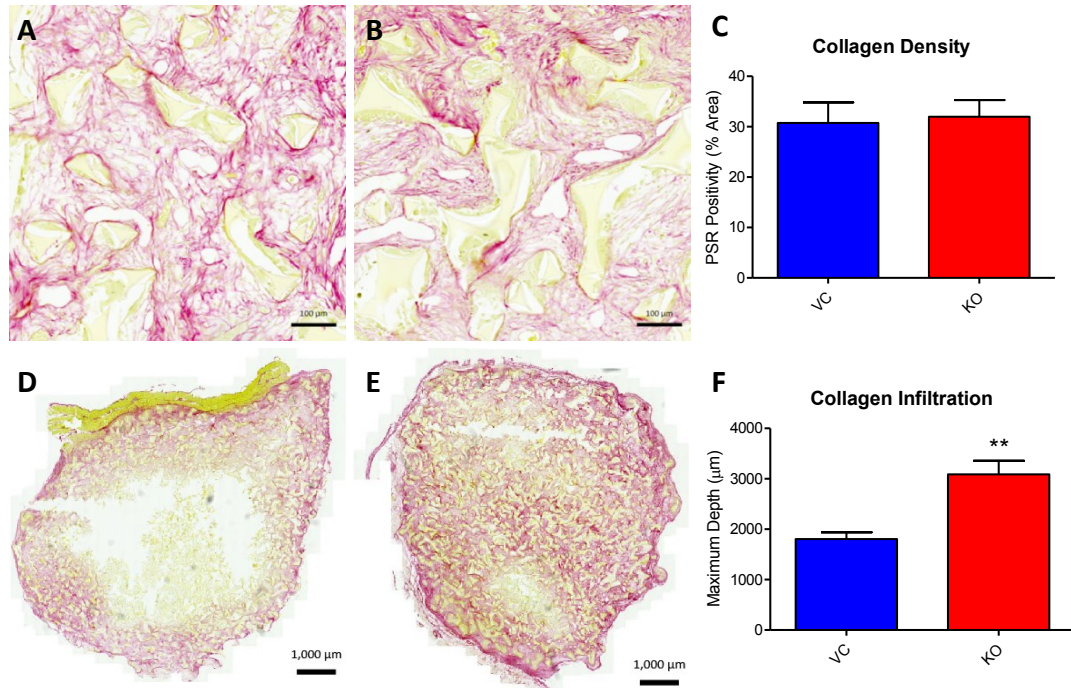 A
100 µm
B
100 µm
C
Collagen Density
PSR Positivity (% Area)
40
30
20
10
0
VC
KO
D
1,000 µm
E
1,000 µm
F
Collagen Infiltration
Maximum Depth (µm)
4000
3000
2000
1000
0
**
VC
KO